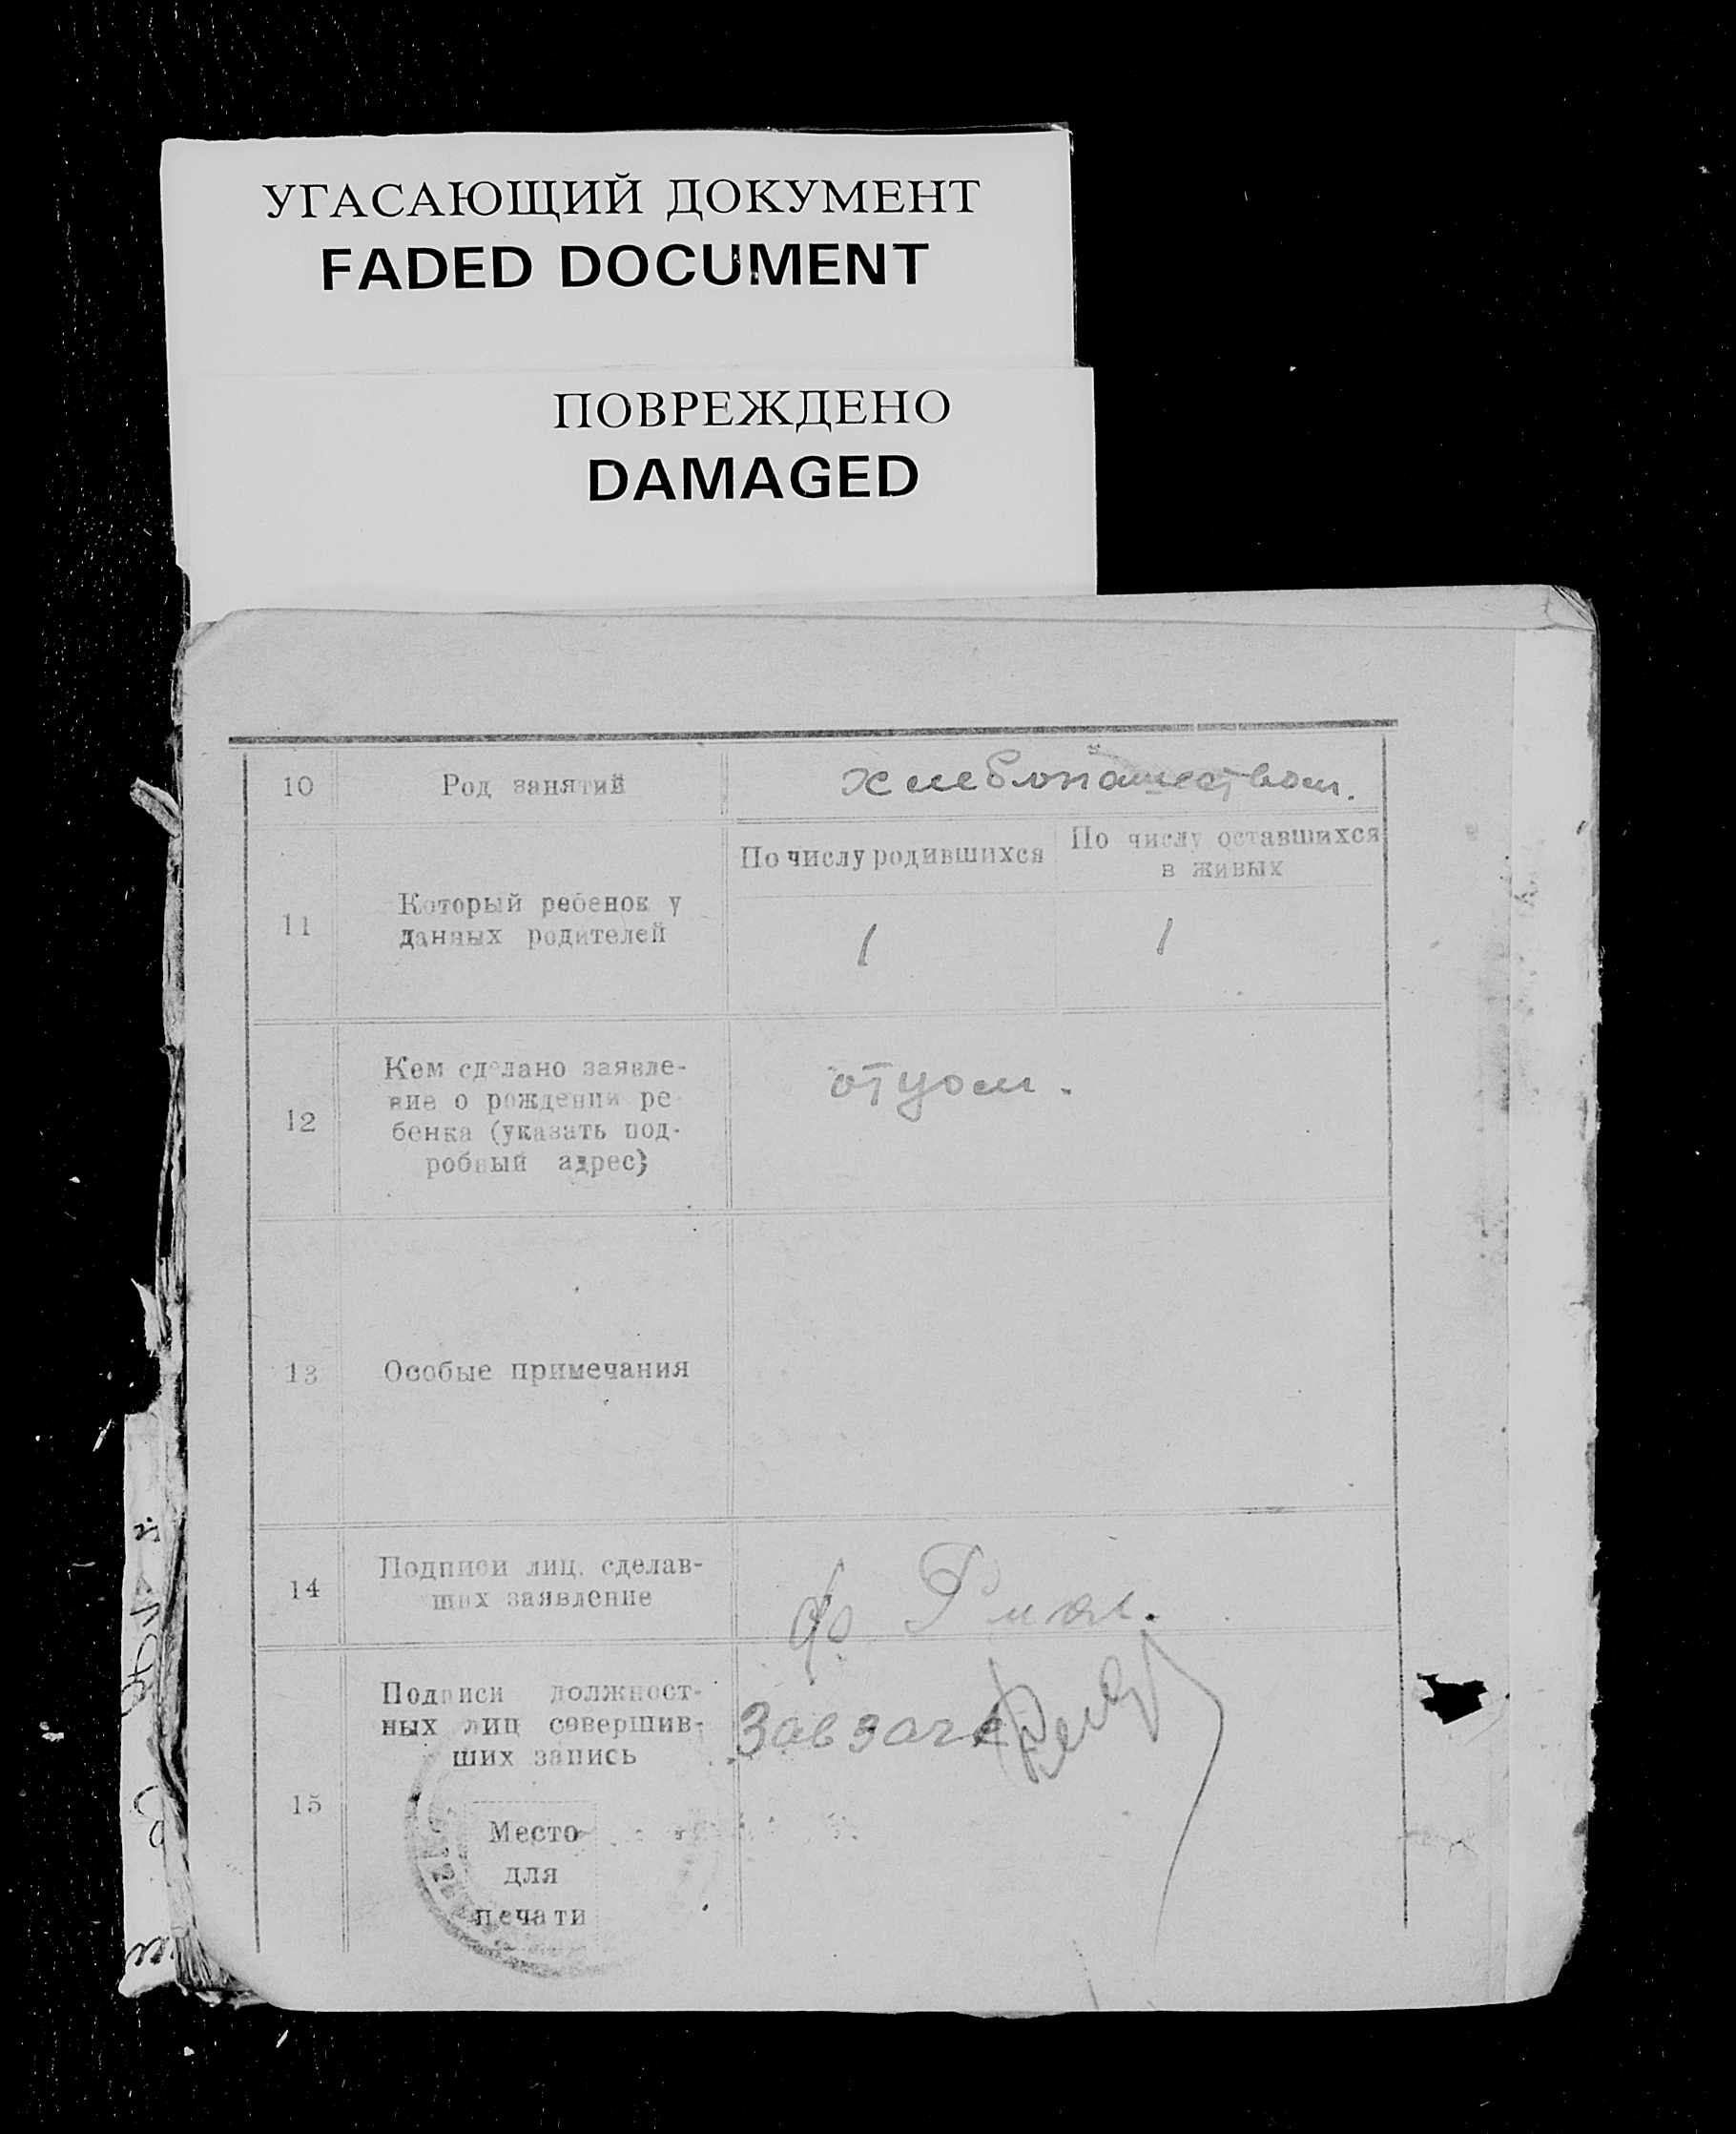 УГАСАЮЩИЙ ДОКУМЕНТ
FADED DOCUMENT
ПОВРЕЖДЕНО
DAMAGED
10 Род занятий хлебопашеством.
11 Который ребенок у
данных родителей
По числу родившихся
По числу оставшихся
в живых
1 1
12 Кем сделано заявле-
ние о рождении ре
бенка (указать под-
робный адрес)
отцом.
13 Особые примечания
14 Подписи лиц, сделав-
ших заявление
15 Подписи должност-
ных лиц совершив-
ших запись
Завзаг
Место
для
печати